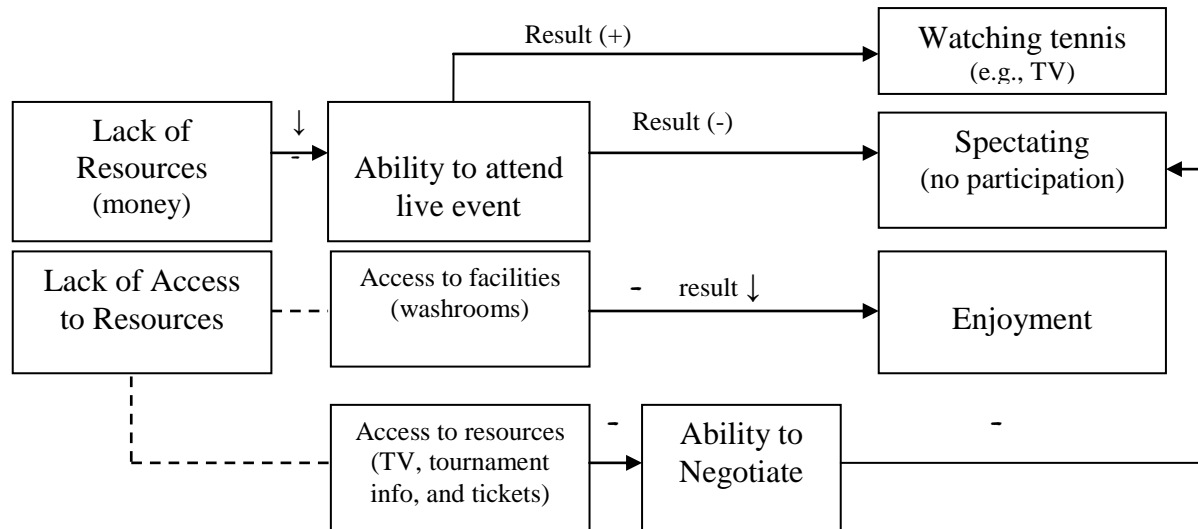 Result (+)
Watching tennis
(e.g., TV)
Lack of
Resources
(money)
↓
-
Ability to attend
live event
Result (-)
Spectating
(no participation)
Lack of Access
to Resources
Access to facilities
(washrooms)
- result ↓
Enjoyment
Access to resources
(TV, tournament
info, and tickets)
-
Ability to
Negotiate
-